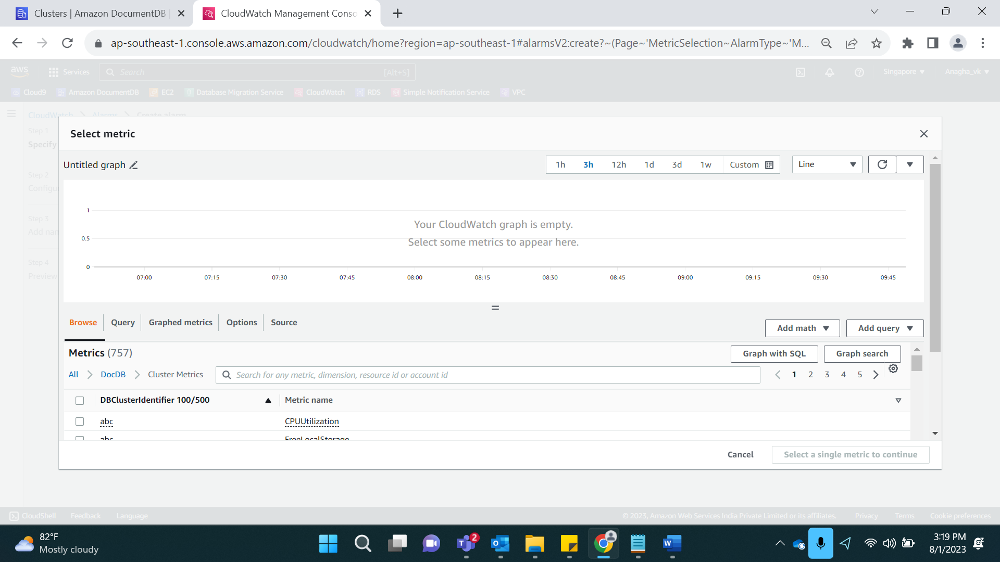 Clusters | Amazon DocumentDB
CloudWatch Management Conso
ap-southeast-1.console.aws.amazon.com/cloudwatch/home?region=ap-southeast-1#alarmsV2:create?~(Page~'MetricSelection~AlarmType~'M...
aws
Services
Search
[Alt+S]
Singapore
Anagha_vk
Cloud9
Amazon DocumentDB
EC2
Database Migration Service
CloudWatch
RDS
Simple Notification Service
VPC
CloudWatch
Alarms
Create alarm
Step 1
Specify
Step 2
Configu
Step 3
Add nam
Step 4
Preview
Select metric
Untitled graph
1h
3h
12h
1d
3d
1w
Custom
Line
1
0.5
0
Your CloudWatch graph is empty.
Select some metrics to appear here.
07:00
07:15
07:30
07:45
08:00
08:15
08:30
08:45
09:00
09:15
09:30
09:45
Browse
Query
Graphed metrics
Options
Source
Add math
Add query
Metrics (757)
Graph with SQL
Graph search
All
DocDB
Cluster Metrics
Search for any metric, dimension, resource id or account id
1
2
3
4
5
DBClusterIdentifier 100/500
Metric name
abc
CPUUtilization
abc
FreeLocalStorage
Cancel
Select a single metric to continue
CloudShell
Feedback
Language
© 2023, Amazon Web Services India Private Limited or its affiliates.
Privacy
Terms
Cookie preferences
82°F
Mostly cloudy
2
3:19 PM
8/1/2023